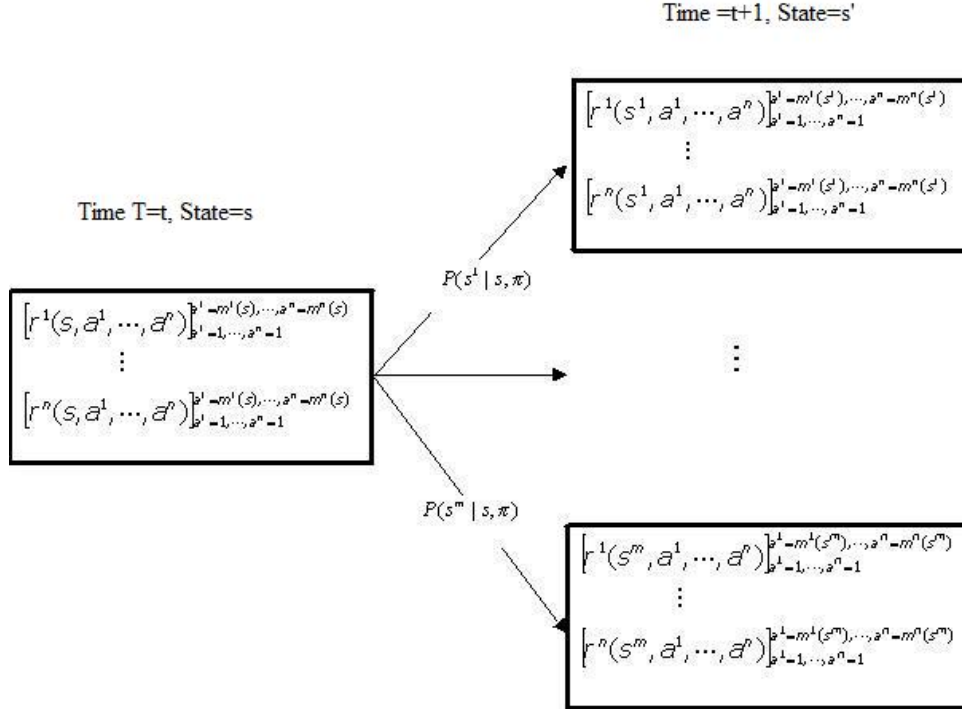 Time =t+1, State=s'
[r¹(s¹,a¹,⋯,aⁿ)]_{a¹=1,⋯,aⁿ=1}^{a¹=m¹(s¹),⋯,aⁿ=mⁿ(s¹)}
⋮
[rⁿ(s¹,a¹,⋯,aⁿ)]_{a¹=1,⋯,aⁿ=1}^{a¹=m¹(s¹),⋯,aⁿ=mⁿ(s¹)}
Time T=t, State=s
P(s¹ | s, π)
[r¹(s,a¹,⋯,aⁿ)]_{a¹=1,⋯,aⁿ=1}^{a¹=m¹(s),⋯,aⁿ=mⁿ(s)}
⋮
[rⁿ(s,a¹,⋯,aⁿ)]_{a¹=1,⋯,aⁿ=1}^{a¹=m¹(s),⋯,aⁿ=mⁿ(s)}
⋮
P(sᵐ | s, π)
[r¹(sᵐ,a¹,⋯,aⁿ)]_{a¹=1,⋯,aⁿ=1}^{a¹=m¹(sᵐ),⋯,aⁿ=mⁿ(sᵐ)}
⋮
[rⁿ(sᵐ,a¹,⋯,aⁿ)]_{a¹=1,⋯,aⁿ=1}^{a¹=m¹(sᵐ),⋯,aⁿ=mⁿ(sᵐ)}